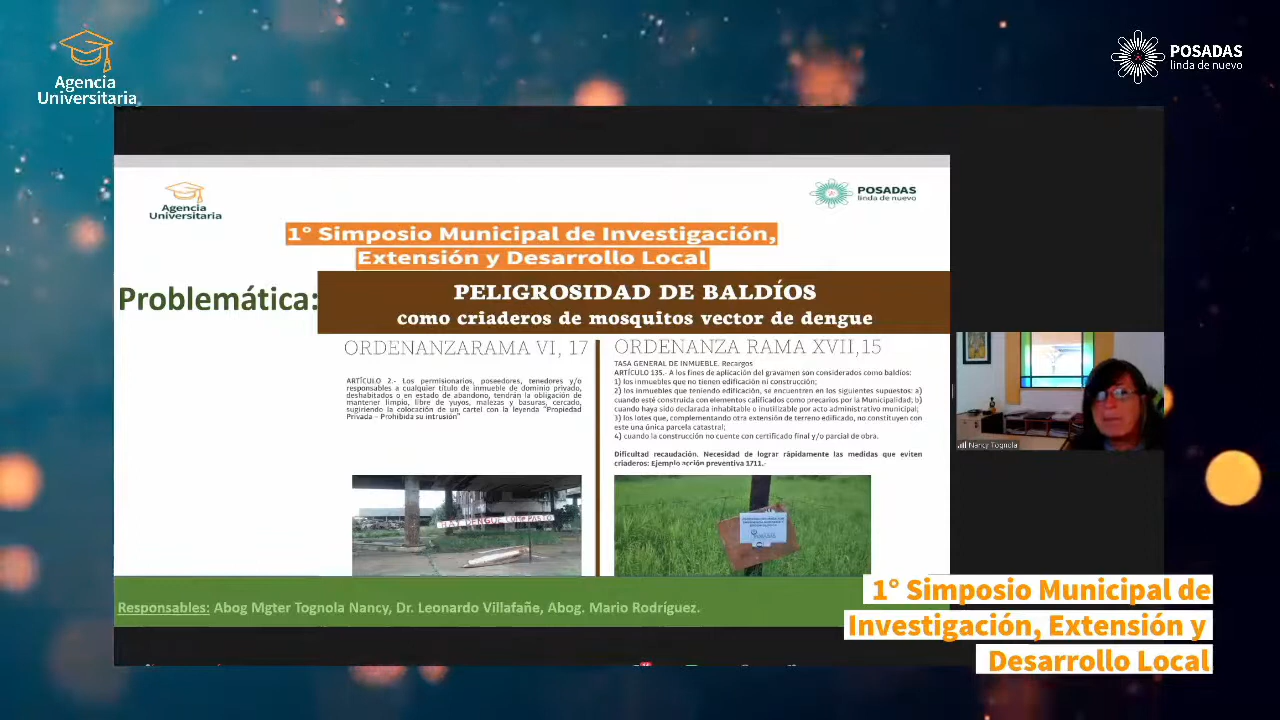 Agencia
Universitaria
POSADAS
linda de nuevo
Agencia
Universitaria
POSADAS
linda de nuevo
1° Simposio Municipal de Investigación,
Extensión y Desarrollo Local
Problemática:
PELIGROSIDAD DE BALDÍOS
como criaderos de mosquitos vector de dengue
ORDENANZARAMA VI, 17
ARTÍCULO 2.- Los permisionarios, poseedores, tenedores y/o
responsables a cualquier título de inmueble de dominio privado,
deshabitados o en estado de abandono, tendrán la obligación de
mantener limpio, libre de yuyos, malezas y basuras, cercado,
sugiriendo la colocación de un cartel con la leyenda "Propiedad
Privada – Prohibida su intrusión"
ORDENANZA RAMA XVII,15
TASA GENERAL DE INMUEBLE. Recargos
ARTÍCULO 135.- A los fines de aplicación del gravamen son considerados como baldíos:
1) los inmuebles que no tienen edificación ni construcción;
2) los inmuebles que teniendo edificación, se encuentren en los siguientes supuestos: a)
cuando esté construida con elementos calificados como precarios por la Municipalidad; b)
cuando haya sido declarada inhabitable o inutilizable por acto administrativo municipal;
3) los lotes que, complementando otra extensión de terreno edificado, no constituyen con
este una única parcela catastral;
4) cuando la construcción no cuente con certificado final y/o parcial de obra.
Dificultad recaudación. Necesidad de lograr rápidamente las medidas que eviten
criaderos: Ejemplo acción preventiva 1711.-
HAY DENGUE
POSADAS
Nancy Tognola
Responsables: Abog Mgter Tognola Nancy, Dr. Leonardo Villafañe, Abog. Mario Rodríguez.
1° Simposio Municipal de
Investigación, Extensión y
Desarrollo Local